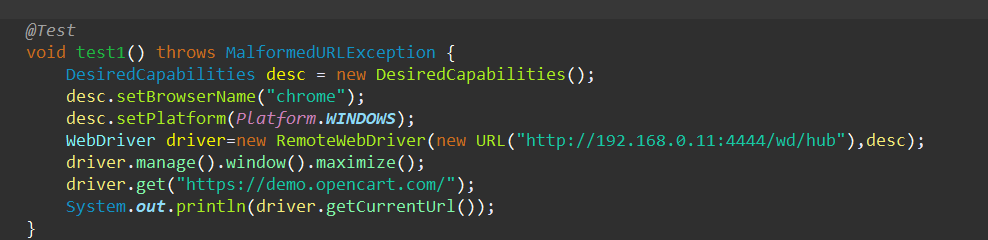 @Test
void test1() throws MalformedURLException {
DesiredCapabilities desc = new DesiredCapabilities();
desc.setBrowserName("chrome");
desc.setPlatform(Platform.WINDOWS);
WebDriver driver=new RemoteWebDriver(new URL("http://192.168.0.11:4444/wd/hub"),desc);
driver.manage().window().maximize();
driver.get("https://demo.opencart.com/");
System.out.println(driver.getCurrentUrl());
}